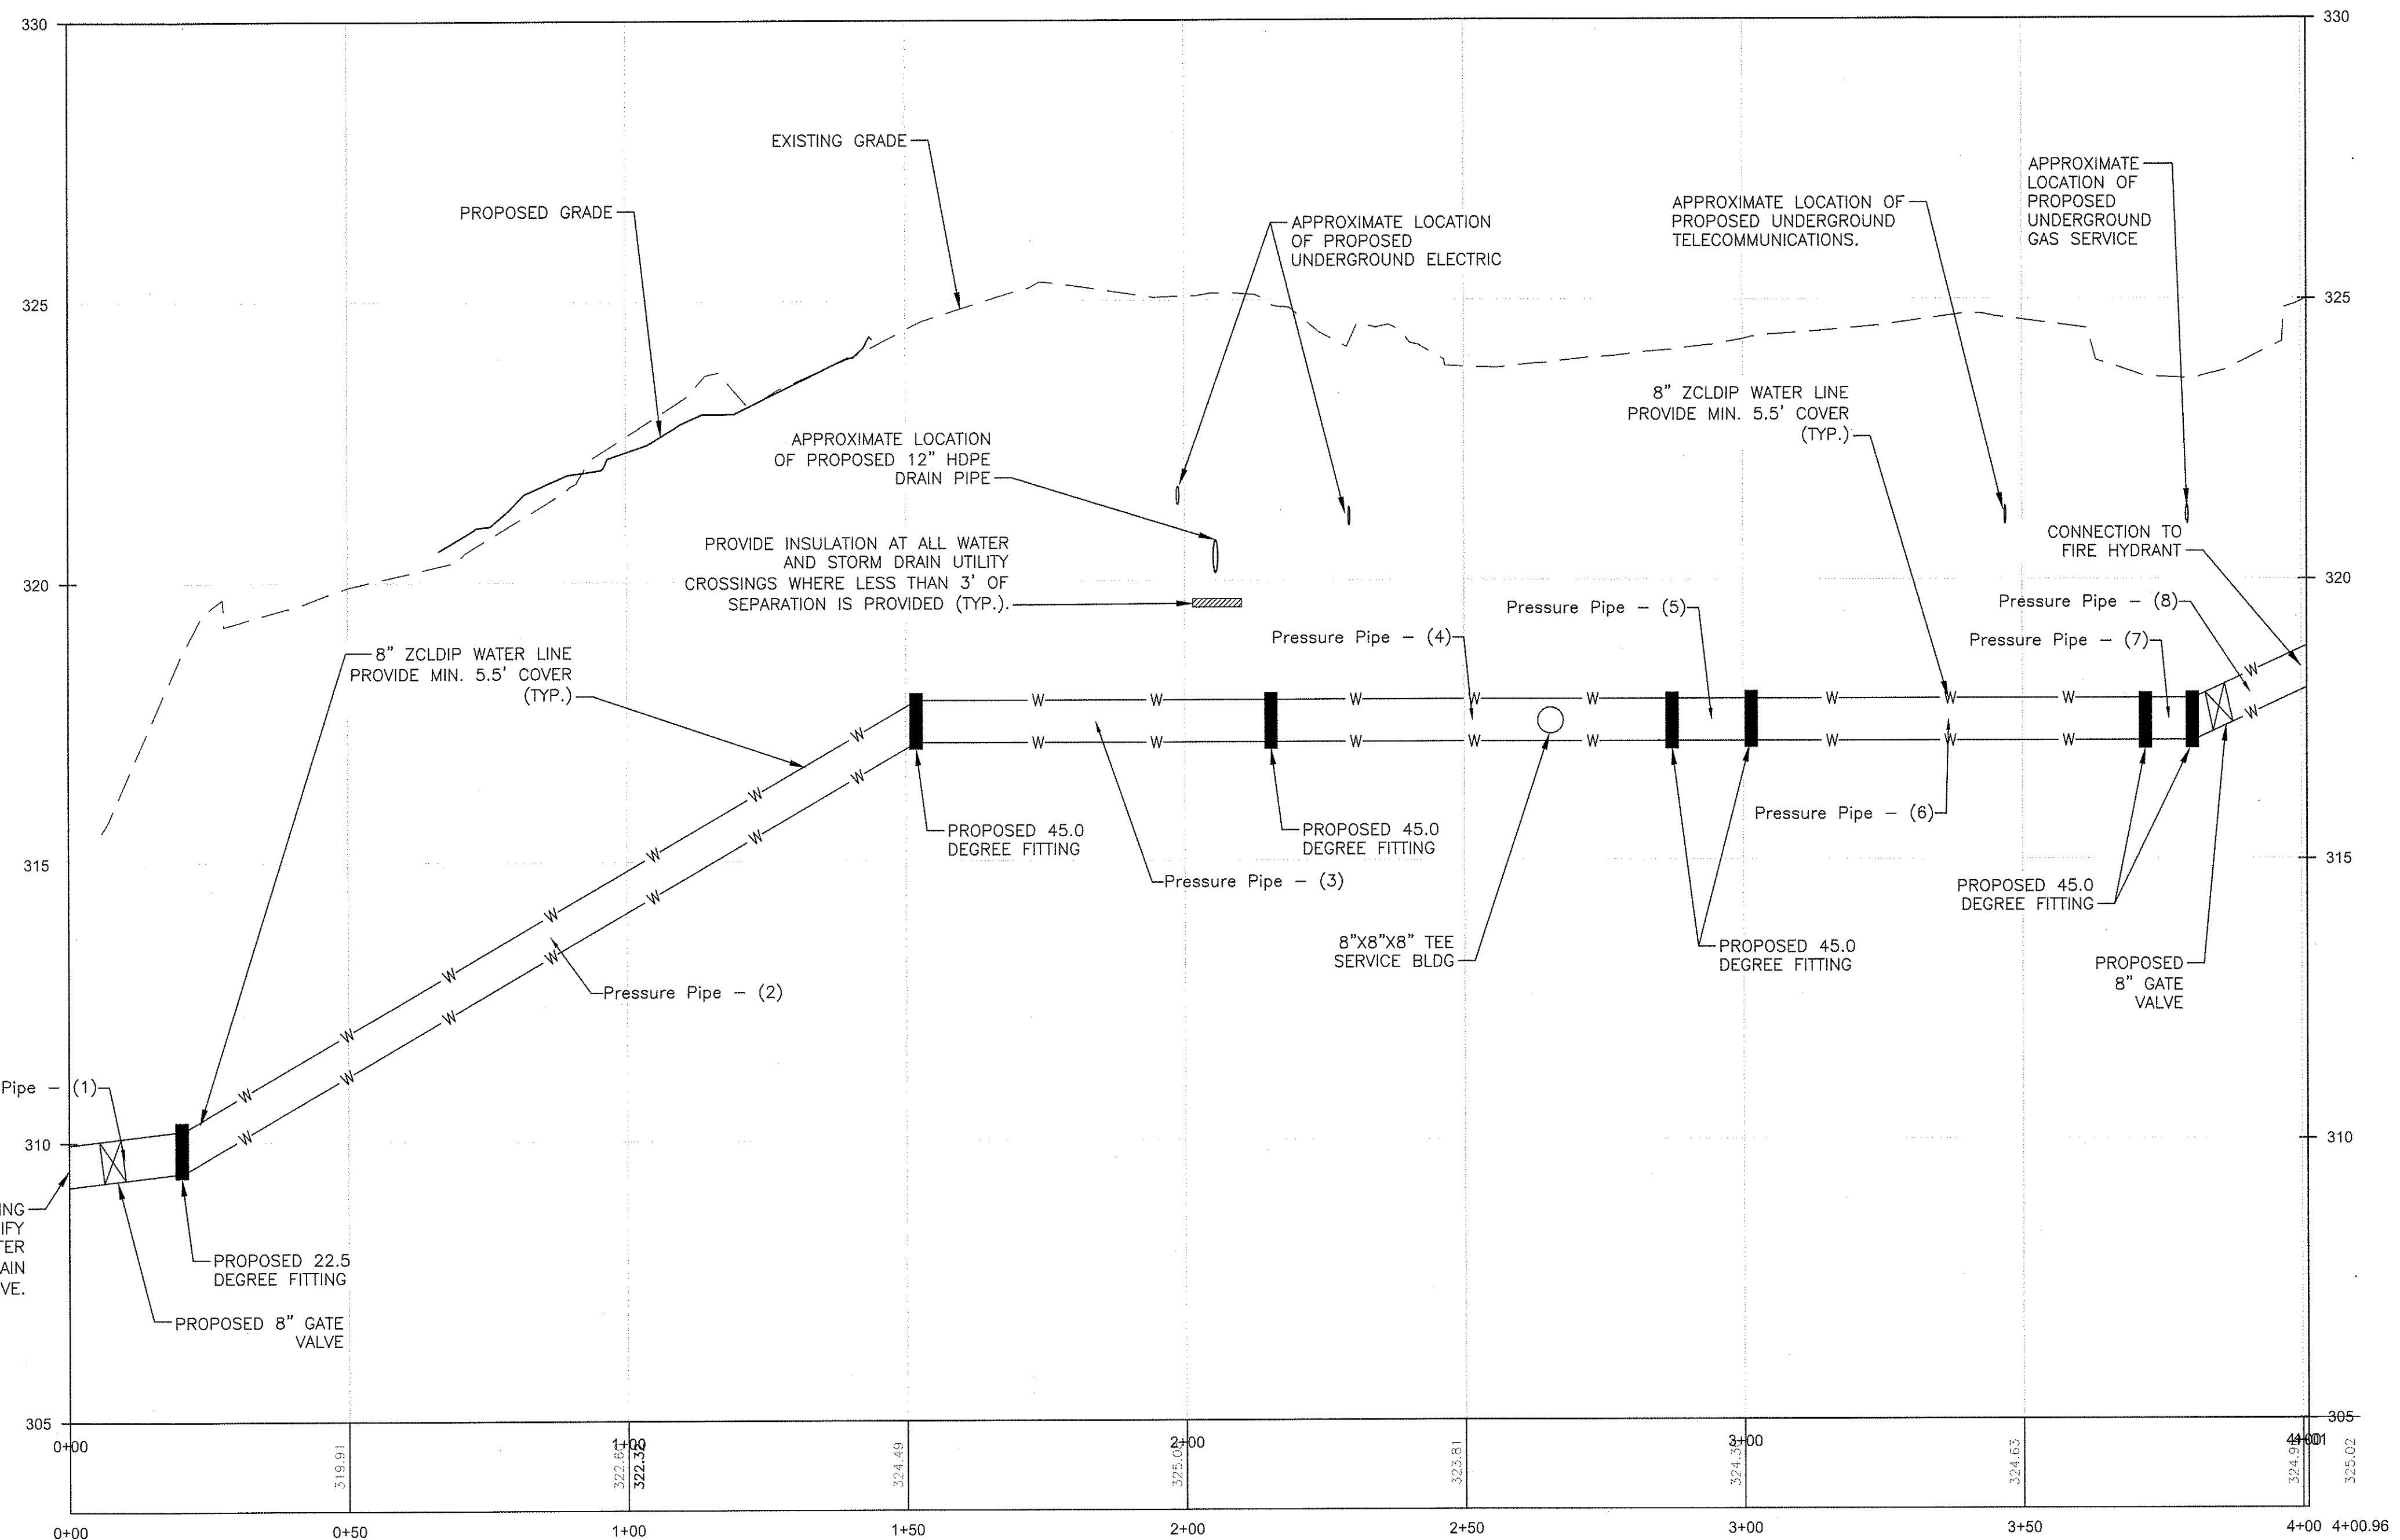 330
330
EXISTING GRADE
APPROXIMATE
LOCATION OF
PROPOSED
UNDERGROUND
GAS SERVICE
APPROXIMATE LOCATION OF
PROPOSED UNDERGROUND
TELECOMMUNICATIONS.
PROPOSED GRADE
APPROXIMATE LOCATION
OF PROPOSED
UNDERGROUND ELECTRIC
325
325
8" ZCLDIP WATER LINE
PROVIDE MIN. 5.5' COVER
(TYP.)
APPROXIMATE LOCATION
OF PROPOSED 12" HDPE
DRAIN PIPE
PROVIDE INSULATION AT ALL WATER
AND STORM DRAIN UTILITY
CROSSINGS WHERE LESS THAN 3' OF
SEPARATION IS PROVIDED (TYP.).
CONNECTION TO
FIRE HYDRANT
320
320
Pressure Pipe - (5)
Pressure Pipe - (8)
Pressure Pipe - (4)
Pressure Pipe - (7)
8" ZCLDIP WATER LINE
PROVIDE MIN. 5.5' COVER
(TYP.)
W W W W W W W W W
W W W W W W W W W
W W W W W W W
W W W W W W W
Pressure Pipe - (6)
PROPOSED 45.0
DEGREE FITTING
PROPOSED 45.0
DEGREE FITTING
315
315
Pressure Pipe - (3)
PROPOSED 45.0
DEGREE FITTING
8"X8"X8" TEE
SERVICE BLDG
PROPOSED 45.0
DEGREE FITTING
PROPOSED
8" GATE
VALVE
Pressure Pipe - (2)
Pipe - (1)
310
310
ING
IFY
TER
AIN
VE.
PROPOSED 22.5
DEGREE FITTING
PROPOSED 8" GATE
VALVE
305
305
0+00
1+00
2+00
3+00
319.91
322.32
324.49
323.81
324.63
325.02
0+00 0+50 1+00 1+50 2+00 2+50 3+00 3+50 4+00 4+00.96